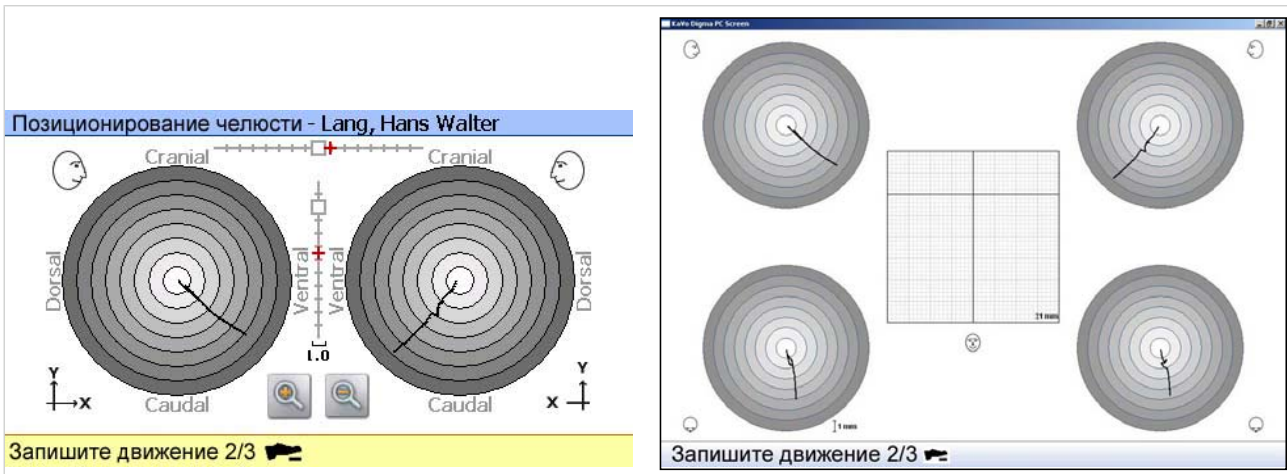 Позиционирование челюсти - Lang, Hans Walter
Cranial
Cranial
Dorsal
Ventral
Ventral
Dorsal
1.0
Y
X
Caudal
Caudal
Y
X
Запишите движение 2/3
KaVo Digma PC Screen
21 mm
1 mm
Запишите движение 2/3